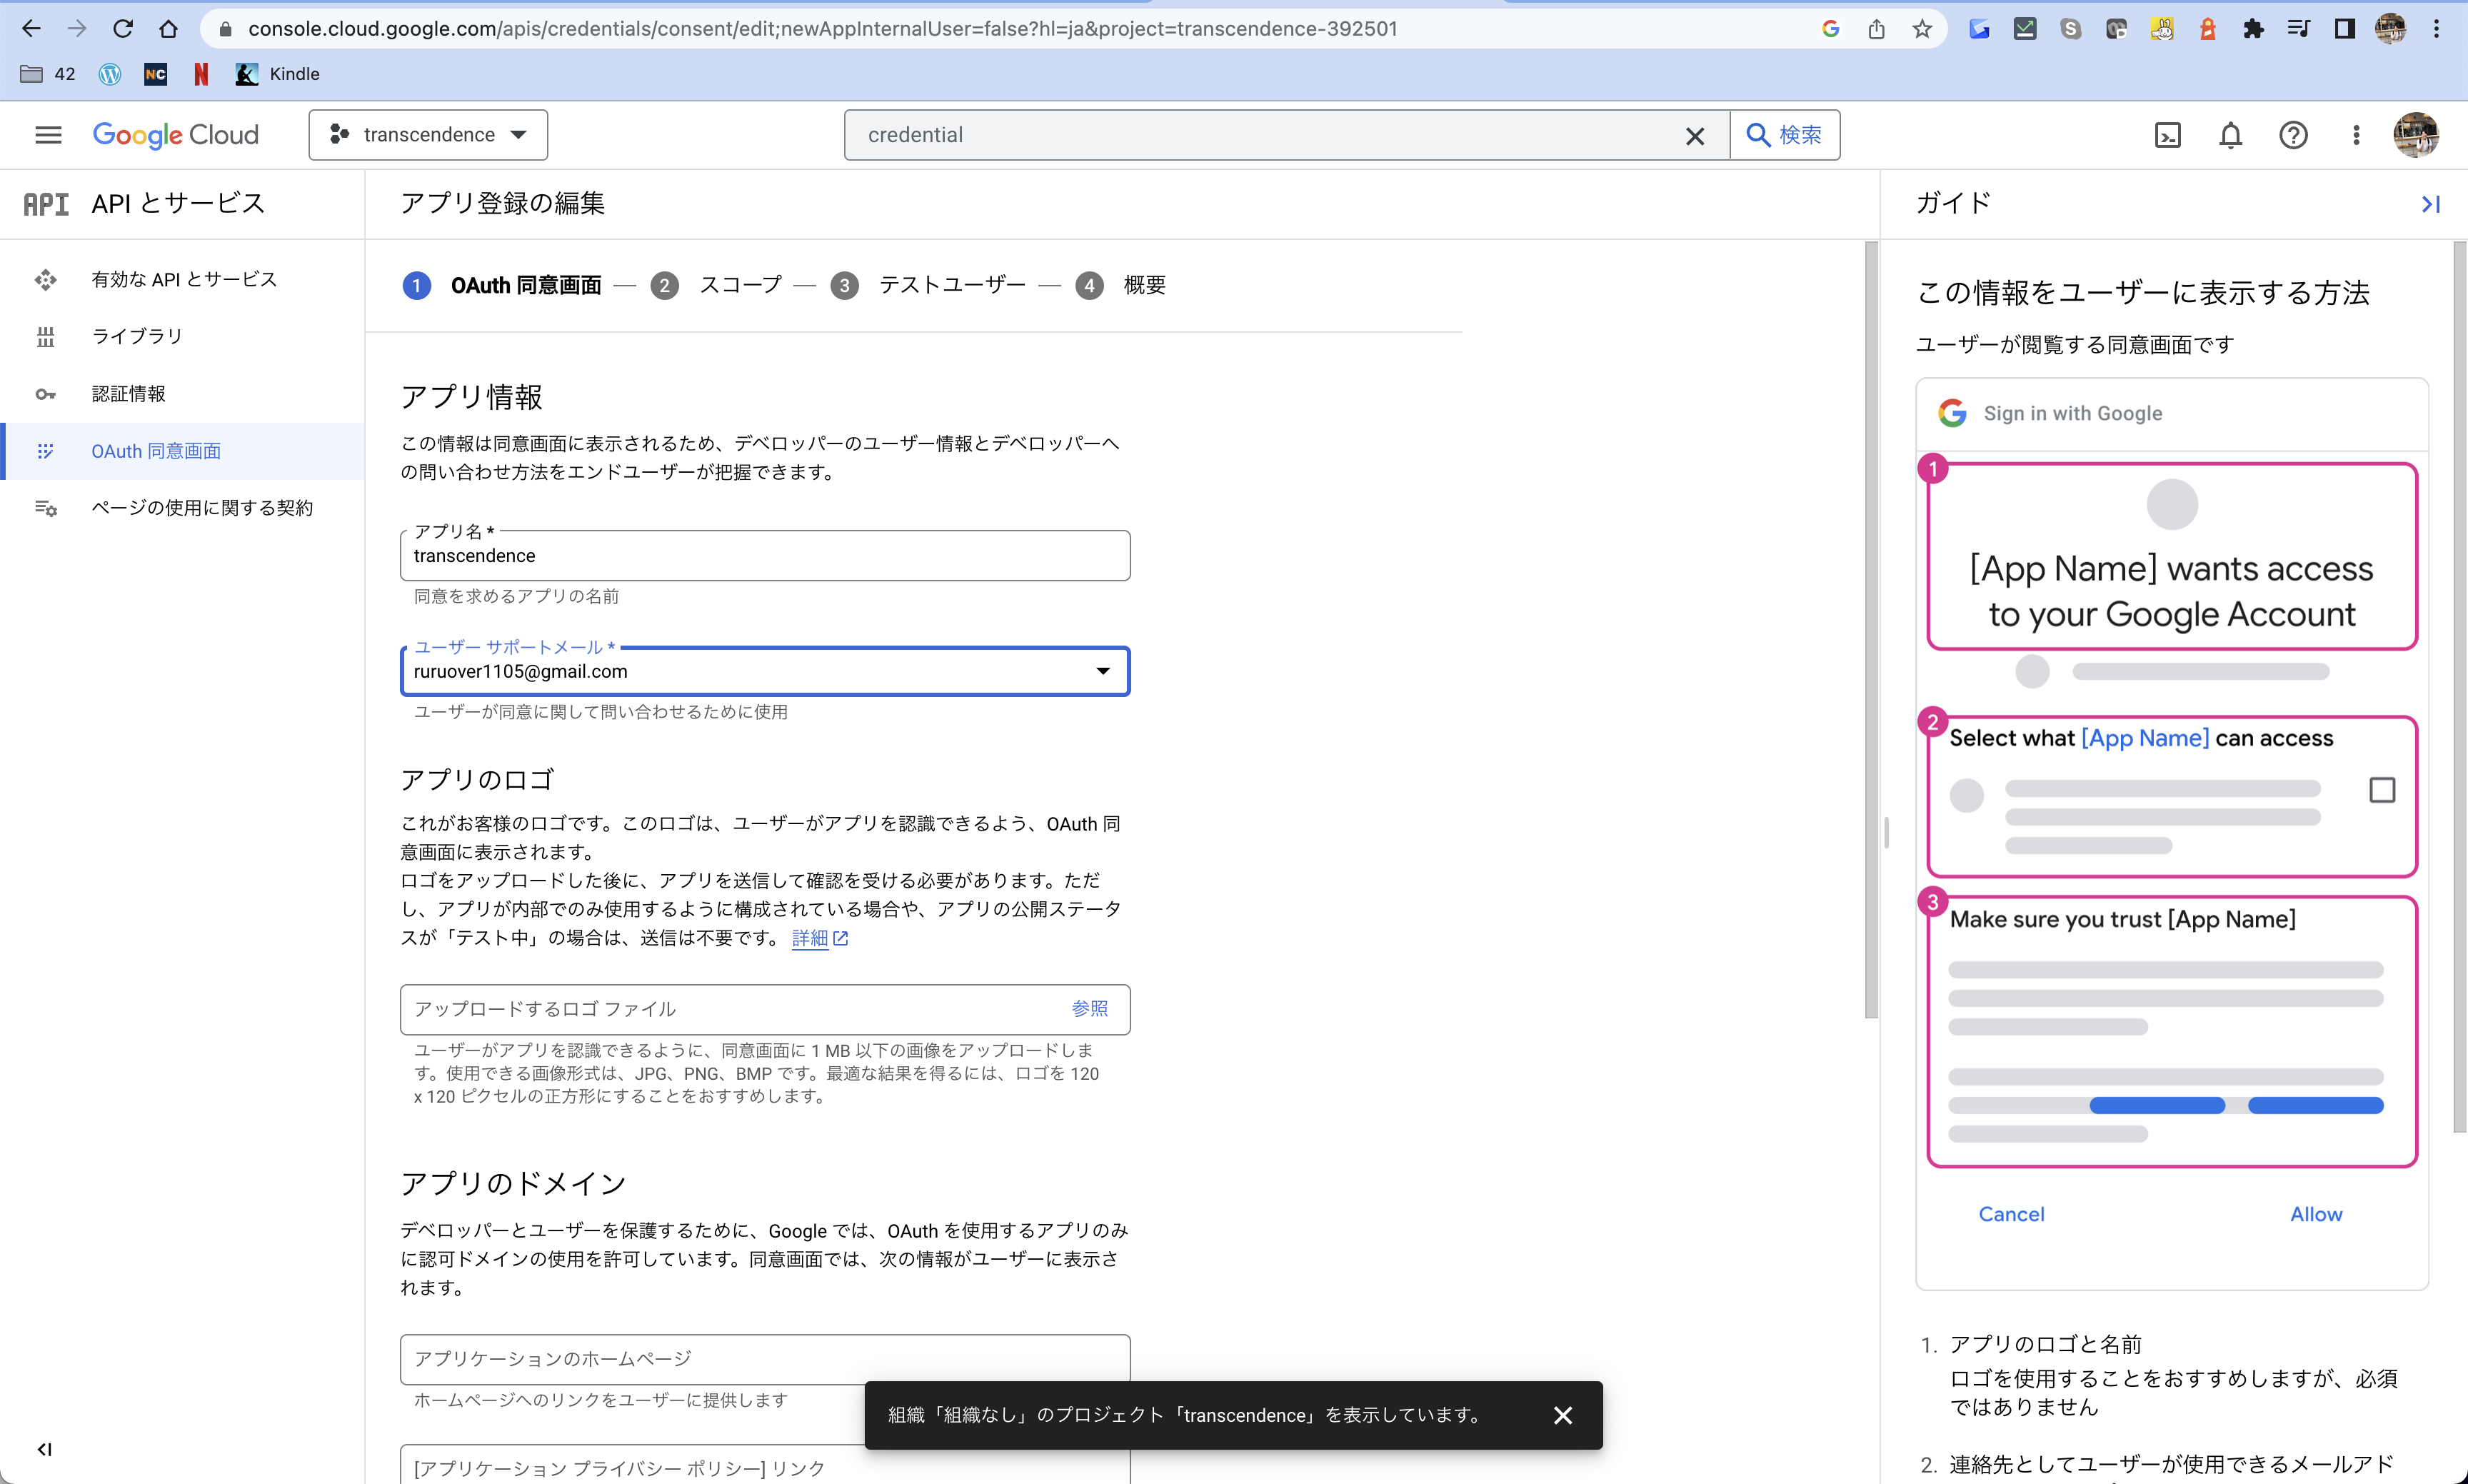 console.cloud.google.com/apis/credentials/consent/edit;newAppInternalUser=false?hl=ja&project=transcendence-392501
42
NC
N
Kindle
Google Cloud
transcendence
credential
検索
API API とサービス
有効な API とサービス
ライブラリ
認証情報
OAuth 同意画面
ページの使用に関する契約
アプリ登録の編集
1 OAuth 同意画面 — 2 スコープ — 3 テストユーザー — 4 概要
アプリ情報
この情報は同意画面に表示されるため、デベロッパーのユーザー情報とデベロッパーへ
の問い合わせ方法をエンドユーザーが把握できます。
アプリ名 *
transcendence
同意を求めるアプリの名前
ユーザー サポートメール *
ruruover1105@gmail.com
ユーザーが同意に関して問い合わせるために使用
アプリのロゴ
これがお客様のロゴです。このロゴは、ユーザーがアプリを認識できるよう、OAuth 同
意画面に表示されます。
ロゴをアップロードした後に、アプリを送信して確認を受ける必要があります。ただ
し、アプリが内部でのみ使用するように構成されている場合や、アプリの公開ステータ
スが「テスト中」の場合は、送信は不要です。 詳細
アップロードするロゴ ファイル
参照
ユーザーがアプリを認識できるように、同意画面に 1 MB 以下の画像をアップロードしま
す。使用できる画像形式は、JPG、PNG、BMP です。最適な結果を得るには、ロゴを 120
x 120 ピクセルの正方形にすることをおすすめします。
アプリのドメイン
デベロッパーとユーザーを保護するために、Google では、OAuth を使用するアプリのみ
に認可ドメインの使用を許可しています。同意画面では、次の情報がユーザーに表示さ
れます。
アプリケーションのホームページ
ホームページへのリンクをユーザーに提供します
[アプリケーション プライバシー ポリシー] リンク
組織「組織なし」のプロジェクト「transcendence」を表示しています。
ガイド
この情報をユーザーに表示する方法
ユーザーが閲覧する同意画面です
Sign in with Google
1
[App Name] wants access
to your Google Account
2
Select what [App Name] can access
3
Make sure you trust [App Name]
Cancel
Allow
1. アプリのロゴと名前
ロゴを使用することをおすすめしますが、必須
ではありません
2. 連絡先としてユーザーが使用できるメールアド